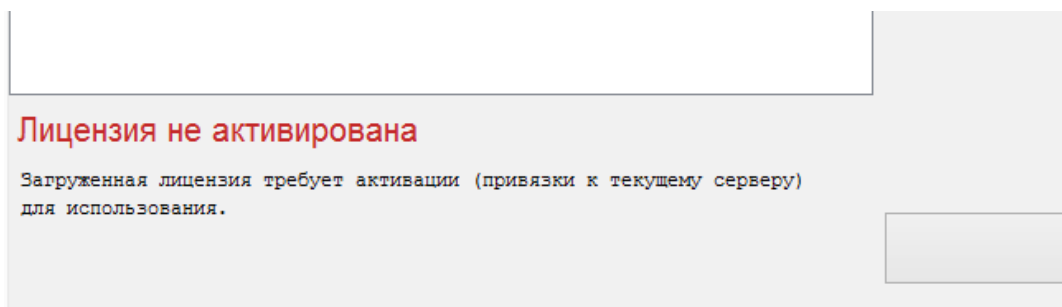 Лицензия не активирована
Загруженная лицензия требует активации (привязки к текущему серверу)
для использования.